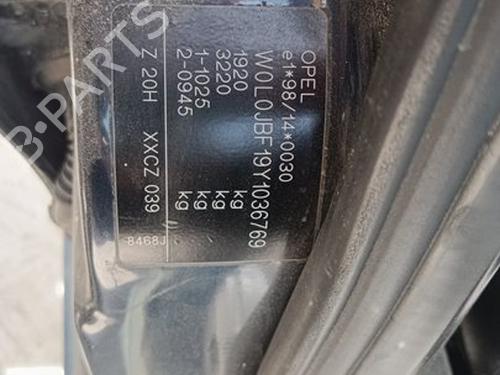 OPEL
e1*98/14*0030
W0L0JBF19Y1036769
1920 kg
3220 kg
1-1025 kg
2-0945 kg
Z 20H XXCZ 039
8468J
B-PARTS